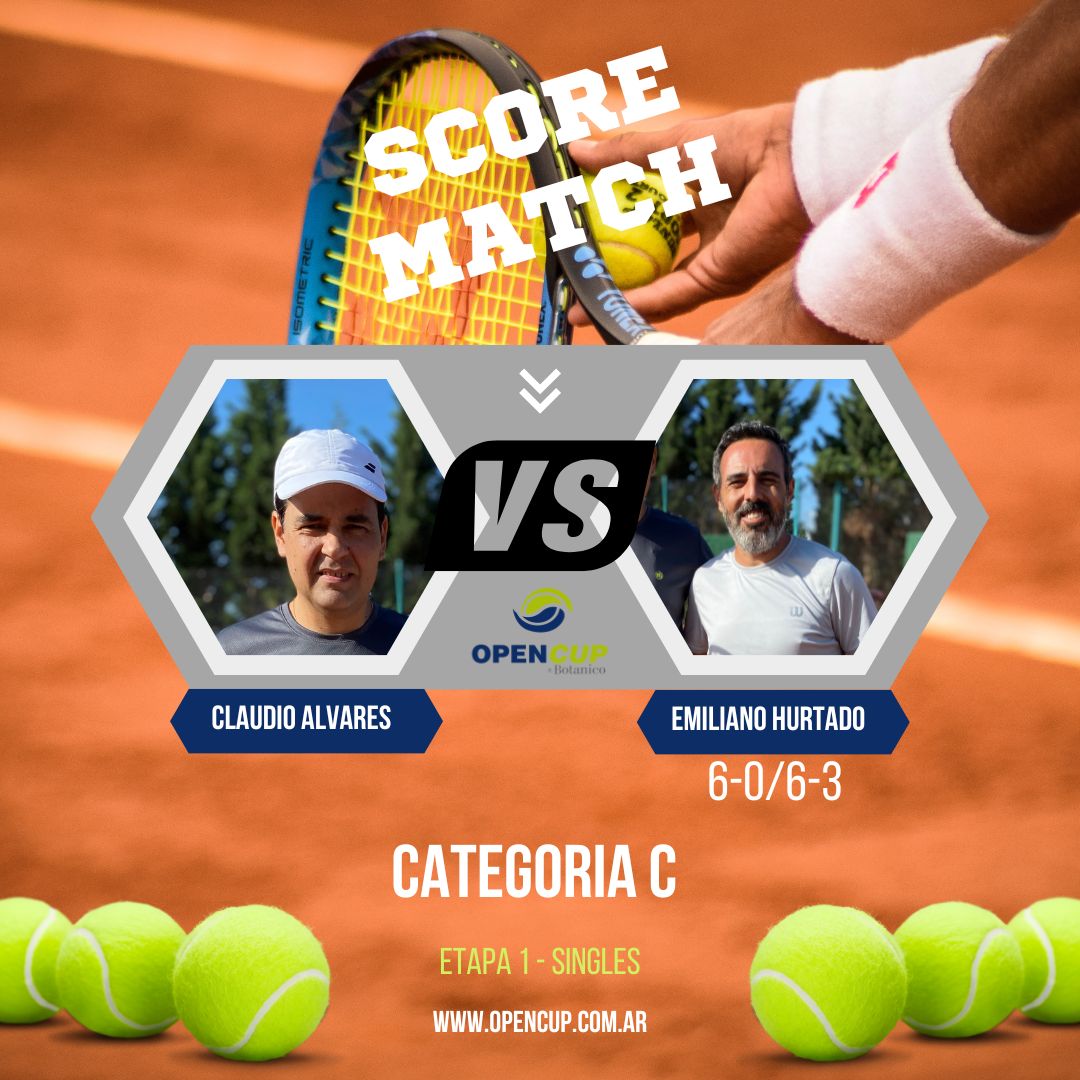 SCORE
MATCH
ISOMETRIC
YONEX
VS
OPENCUP
Botanico
CLAUDIO ALVARES
EMILIANO HURTADO
6-0/6-3
CATEGORIA C
ETAPA 1 - SINGLES
WWW.OPENCUP.COM.AR